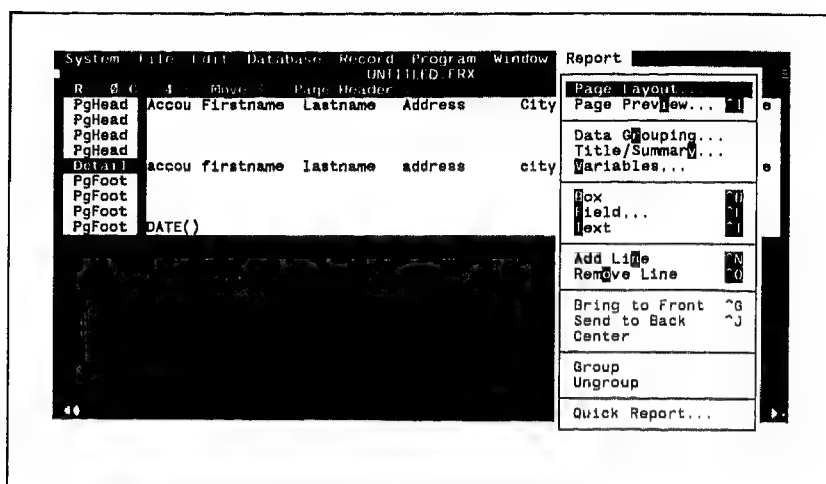 System File Edit Database Record Program Window Report
UNTITLED.FRX
R: 0 C: 4 Move : Page Header
PgHead Accou Firstname Lastname Address City e
PgHead
PgHead
PgHead
Detail accou firstname lastname address city e
PgFoot
PgFoot
PgFoot
PgFoot DATE()
Page Layout...
Page Preview... ^I
Data Grouping...
Title/Summary...
Variables...
Box ^B
Field... ^F
Text ^T
Add Line ^N
Remove Line ^O
Bring to Front ^G
Send to Back ^J
Center
Group
Ungroup
Quick Report...